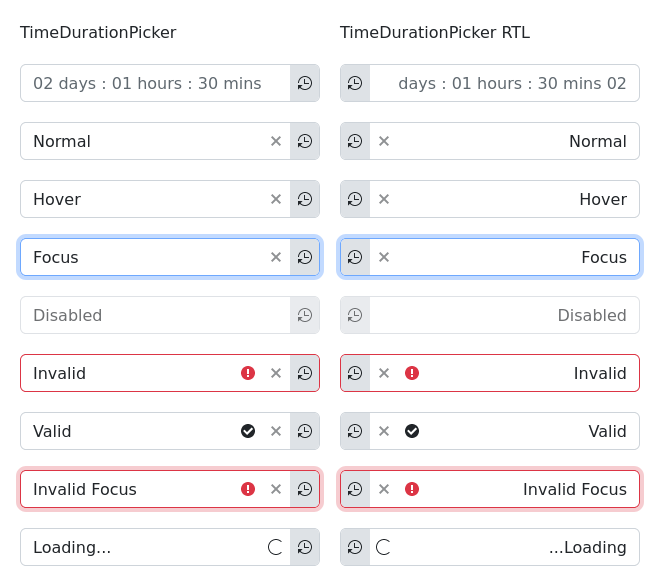 TimeDurationPicker
TimeDurationPicker RTL
02 days : 01 hours : 30 mins
days : 01 hours : 30 mins 02
Normal
Normal
Hover
Hover
Focus
Focus
Disabled
Disabled
Invalid
Invalid
Valid
Valid
Invalid Focus
Invalid Focus
Loading...
...Loading